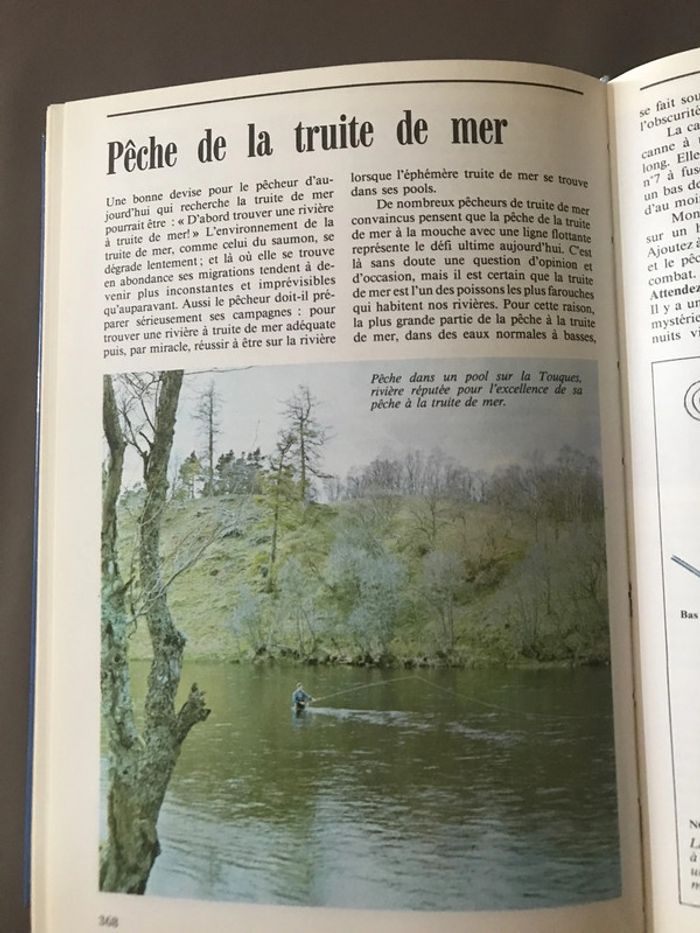 Pêche de la truite de mer
Une bonne devise pour le pêcheur d'au-
jourd'hui qui recherche la truite de mer
pourrait être : « D'abord trouver une rivière
à truite de mer! » L'environnement de la
truite de mer, comme celui du saumon, se
dégrade lentement; et là où elle se trouve
en abondance ses migrations tendent à de-
venir plus inconstantes et imprévisibles
qu'auparavant. Aussi le pêcheur doit-il pré-
parer sérieusement ses campagnes : pour
trouver une rivière à truite de mer adéquate
puis, par miracle, réussir à être sur la rivière
lorsque l'éphémère truite de mer se trouve
dans ses pools.
De nombreux pêcheurs de truite de mer
convaincus pensent que la pêche de la truite
de mer à la mouche avec une ligne flottante
représente le défi ultime aujourd'hui. C'est
là sans doute une question d'opinion et
d'occasion, mais il est certain que la truite
de mer est l'un des poissons les plus farouches
qui habitent nos rivières. Pour cette raison,
la plus grande partie de la pêche à la truite
de mer, dans des eaux normales à basses,
Pêche dans un pool sur la Touques,
rivière réputée pour l'excellence de sa
pêche à la truite de mer.
368
se fait sou
l'obscurité
La ca
canne à
long. Elle
n°7 à fus
un bas de
d'au moi
Mou
sur un h
Ajoutez à
et le pêc
combat.
Attendez
Il y a un
mystérie
nuits vi
Bas